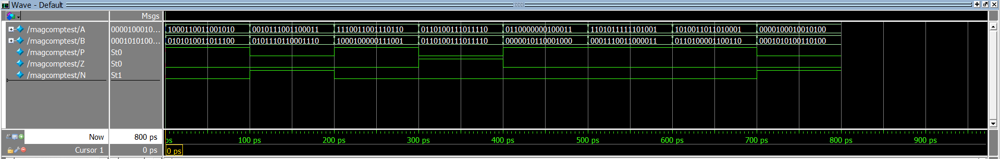 Wave - Default
Msgs
/magcomptest/A 0000100010... 1000110011001010 0010111001100011 1110011001110110 0110100111011110 0110000000100011 1101011111101001 1010011011010001 0000100010010100
/magcomptest/B 0001010100... 0101010011011100 0101110110001110 1000100000111001 0110100111011110 0000010110001000 0001110011000011 0110100001100110 0001010100110100
/magcomptest/P St0
/magcomptest/Z St0
/magcomptest/N St1
Now 800 ps ps 100 ps 200 ps 300 ps 400 ps 500 ps 600 ps 700 ps 800 ps 900 ps
Cursor 1 0 ps 0 ps